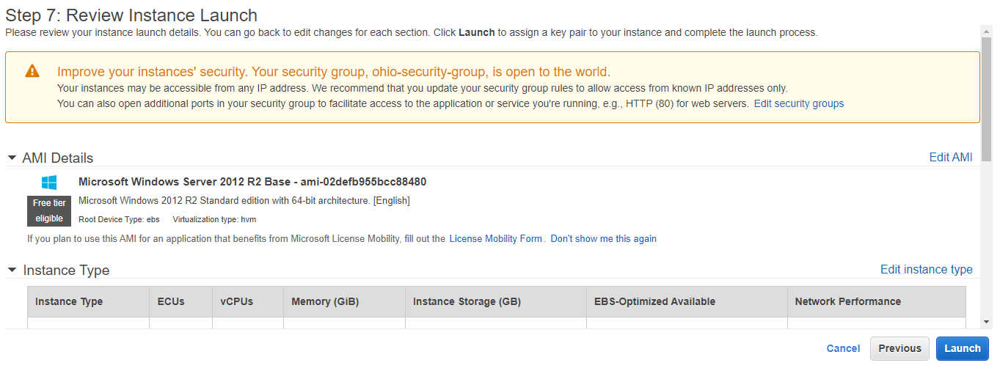 Step 7: Review Instance Launch
Please review your instance launch details. You can go back to edit changes for each section. Click Launch to assign a key pair to your instance and complete the launch process.
Improve your instances' security. Your security group, ohio-security-group, is open to the world.
Your instances may be accessible from any IP address. We recommend that you update your security group rules to allow access from known IP addresses only.
You can also open additional ports in your security group to facilitate access to the application or service you're running, e.g., HTTP (80) for web servers. Edit security groups
AMI Details Edit AMI
Microsoft Windows Server 2012 R2 Base - ami-02defb955bcc88480
Free tier eligible
Microsoft Windows 2012 R2 Standard edition with 64-bit architecture. [English]
Root Device Type: ebs Virtualization type: hvm
If you plan to use this AMI for an application that benefits from Microsoft License Mobility, fill out the License Mobility Form . Don't show me this again
Instance Type Edit instance type
Instance Type ECUs vCPUs Memory (GiB) Instance Storage (GB) EBS-Optimized Available Network Performance
Cancel Previous Launch